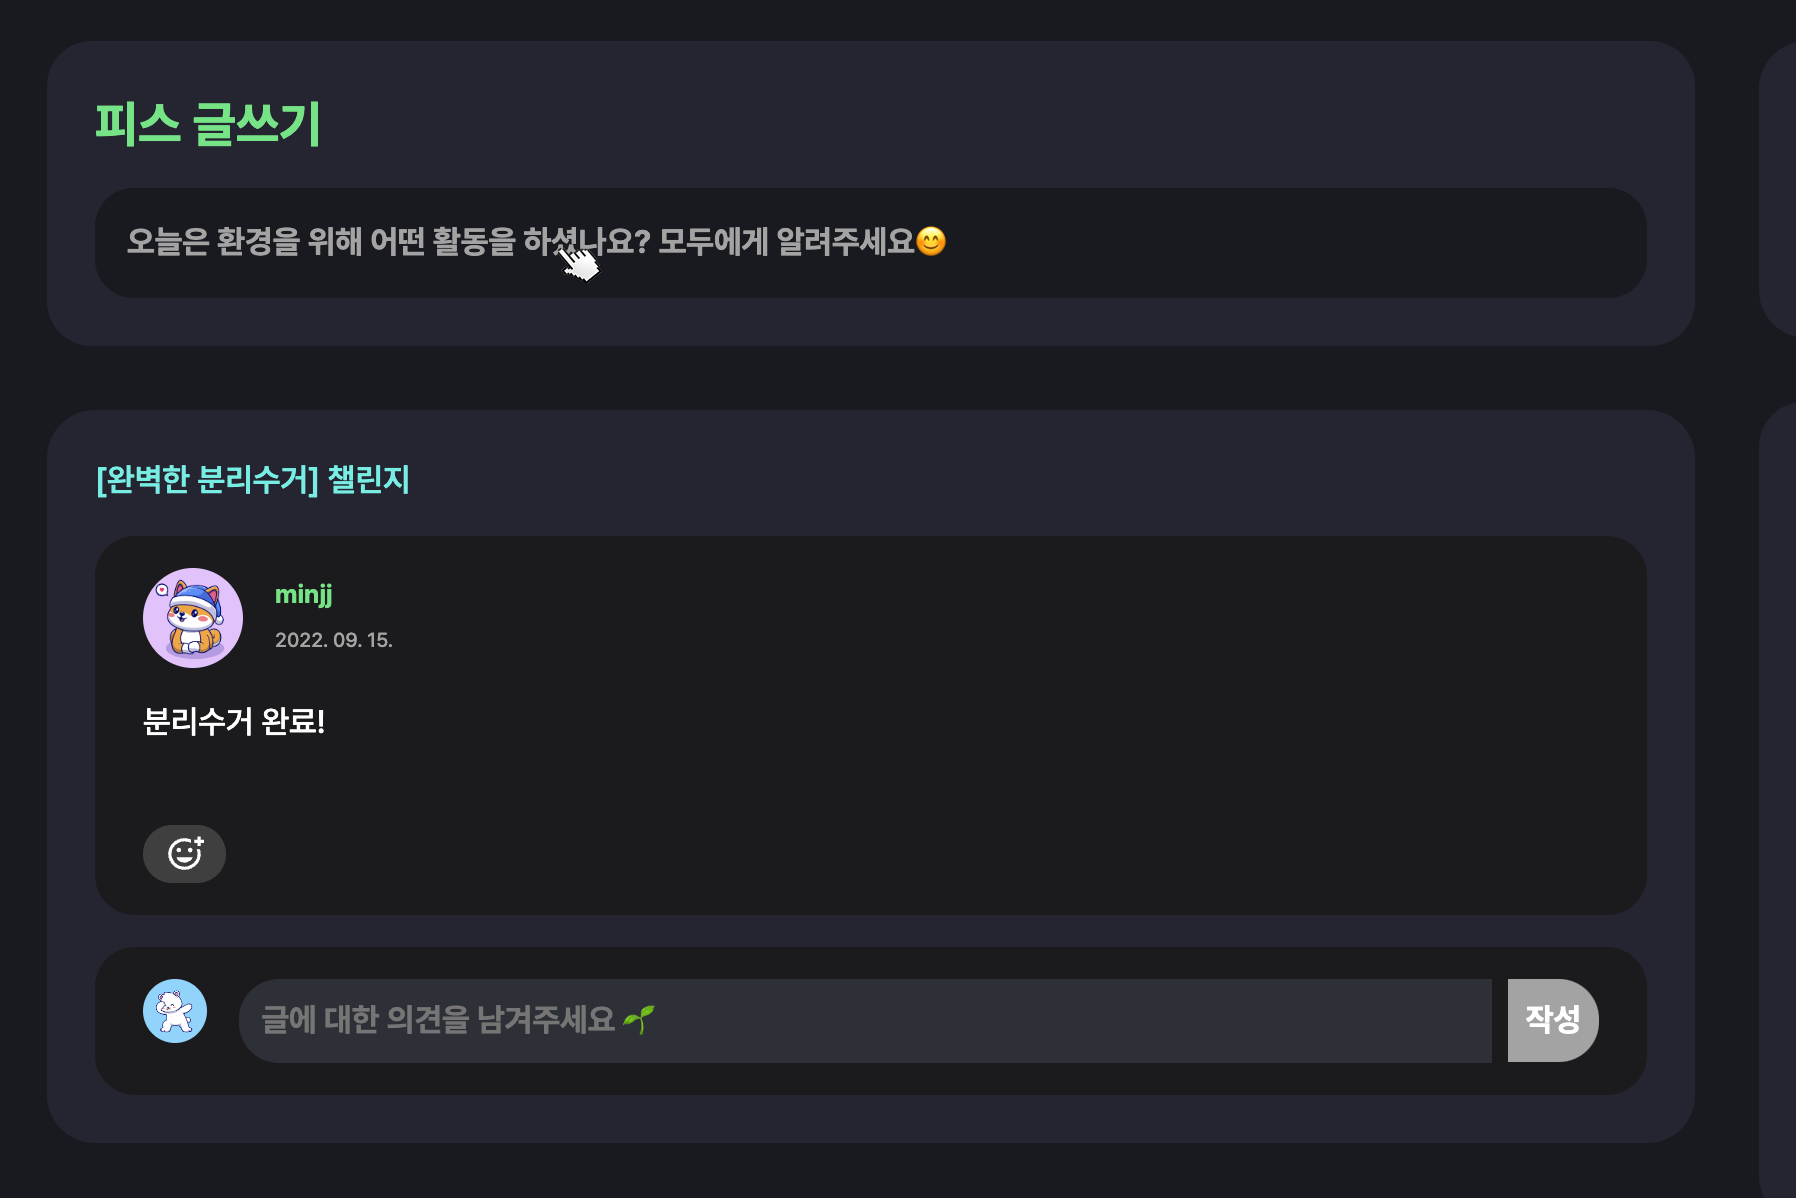 피스 글쓰기
오늘은 환경을 위해 어떤 활동을 하셨나요? 모두에게 알려주세요😊
[완벽한 분리수거] 챌린지
minjj
2022. 09. 15.
분리수거 완료!
글에 대한 의견을 남겨주세요 🌱
작성